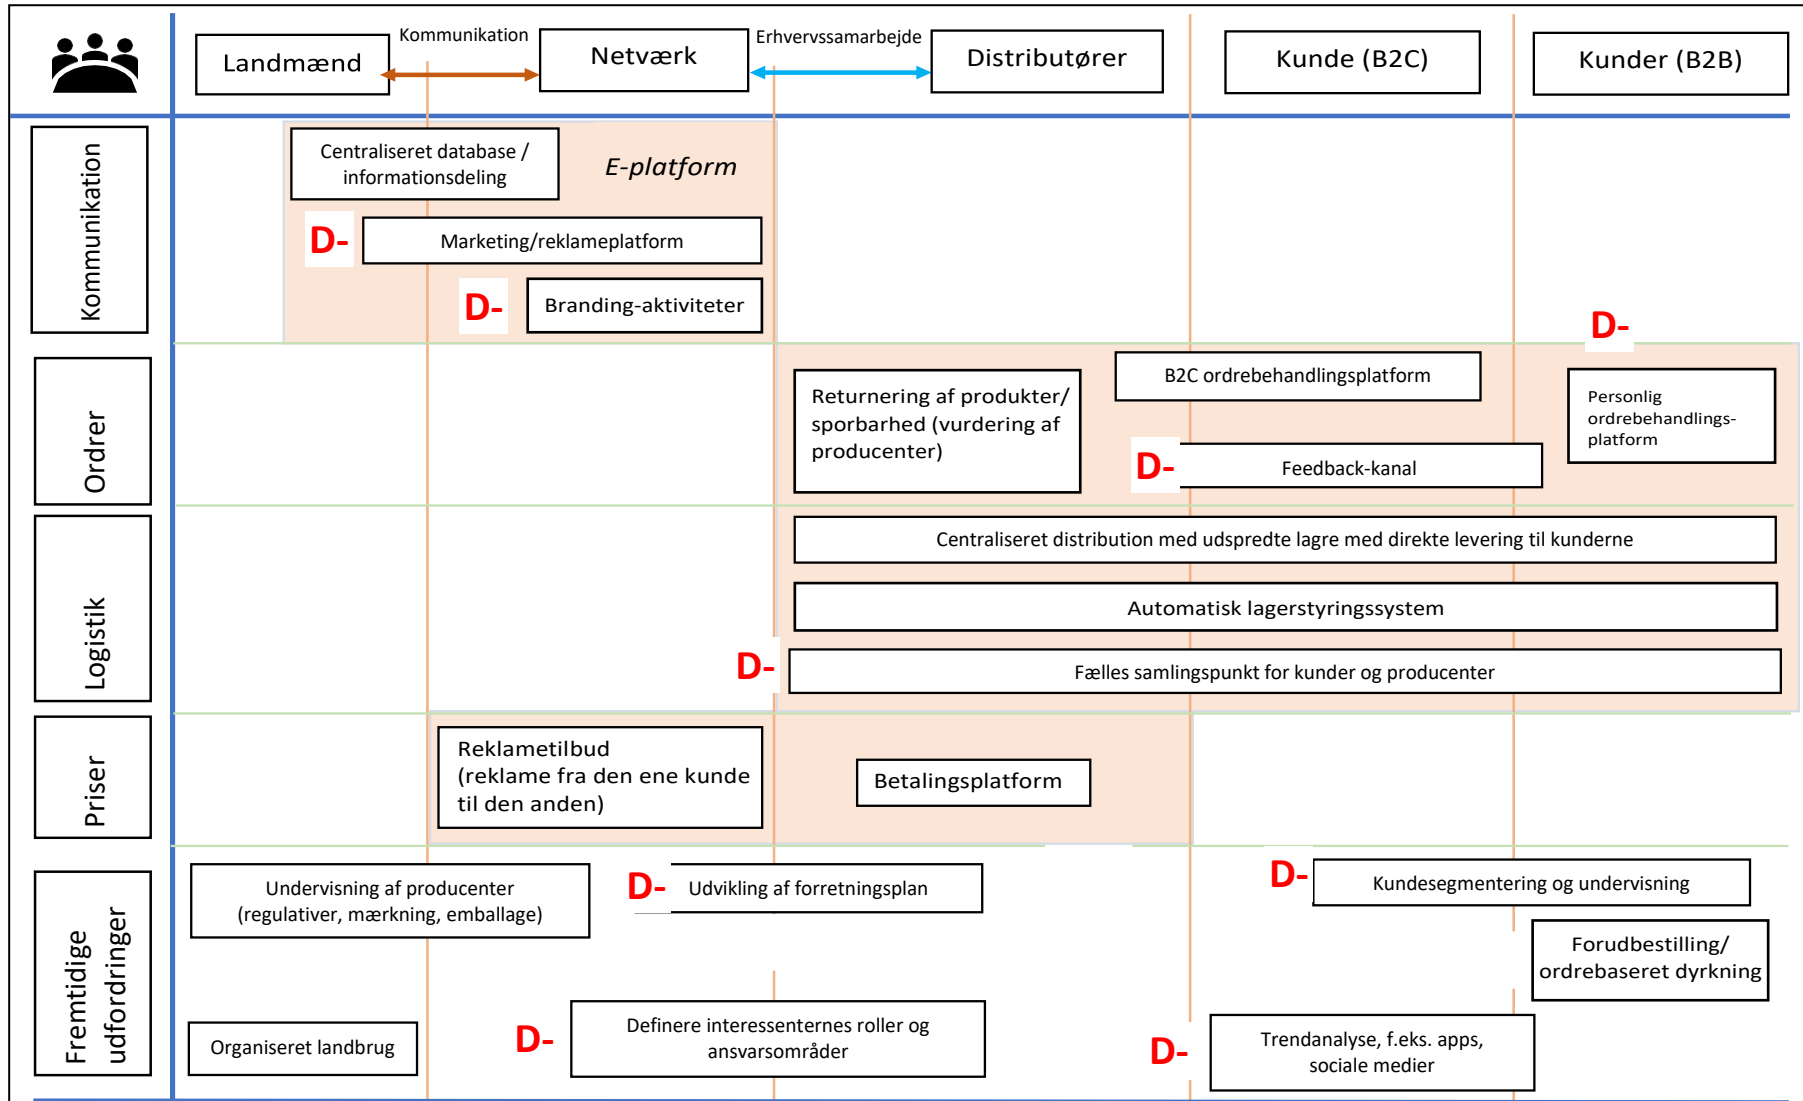 Landmænd
Kommunikation
Netværk
Erhvervssamarbejde
Distributører
Kunde (B2C)
Kunder (B2B)
Kommunikation
Centraliseret database /
informationsdeling
E-platform
D-
Marketing/reklameplatform
D-
Branding-aktiviteter
D-
Ordrer
Returnering af produkter/
sporbarhed (vurdering af
producenter)
B2C ordrebehandlingsplatform
D-
Feedback-kanal
Personlig
ordrebehandlings-
platform
Logistik
Centraliseret distribution med udspredte lagre med direkte levering til kunderne
Automatisk lagerstyringssystem
D-
Fælles samlingspunkt for kunder og producenter
Priser
Reklametilbud
(reklame fra den ene kunde
til den anden)
Betalingsplatform
Fremtidige
udfordringer
Undervisning af producenter
(regulativer, mærkning, emballage)
D-
Udvikling af forretningsplan
D-
Kundesegmentering og undervisning
Forudbestilling/
ordrebaseret dyrkning
Organiseret landbrug
D-
Definere interessenternes roller og
ansvarsområder
D-
Trendanalyse, f.eks. apps,
sociale medier